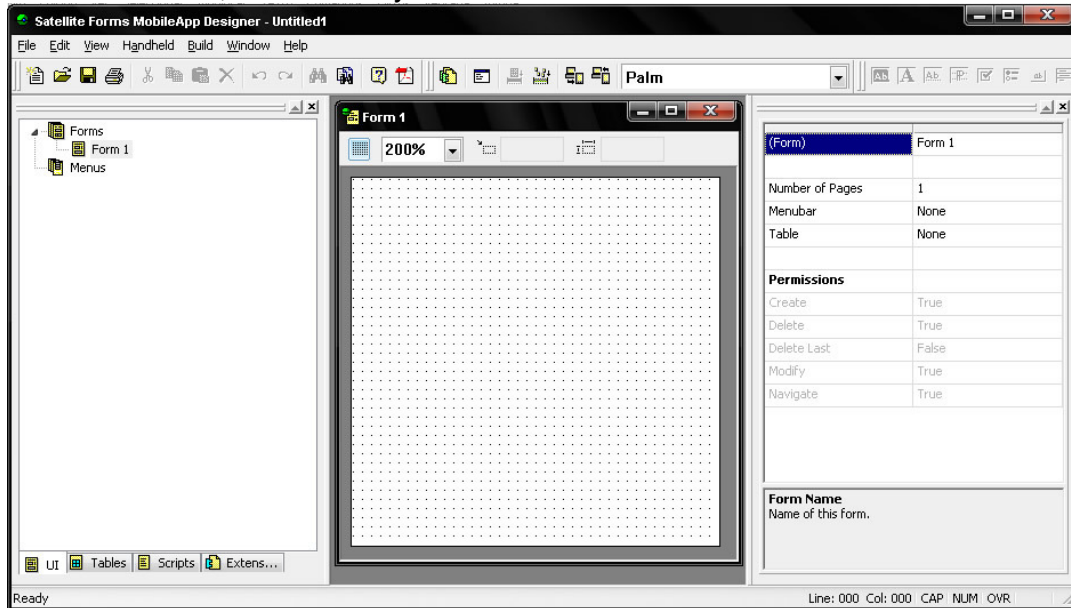 Satellite Forms MobileApp Designer - Untitled1
File Edit View Handheld Build Window Help
Palm
Forms
Form 1
Menus
UI Tables Scripts Extens...
Form 1
200%
(Form) Form 1
Number of Pages 1
Menubar None
Table None
Permissions
Create True
Delete True
Delete Last False
Modify True
Navigate True
Form Name
Name of this form.
Ready
Line: 000 Col: 000 CAP NUM OVR